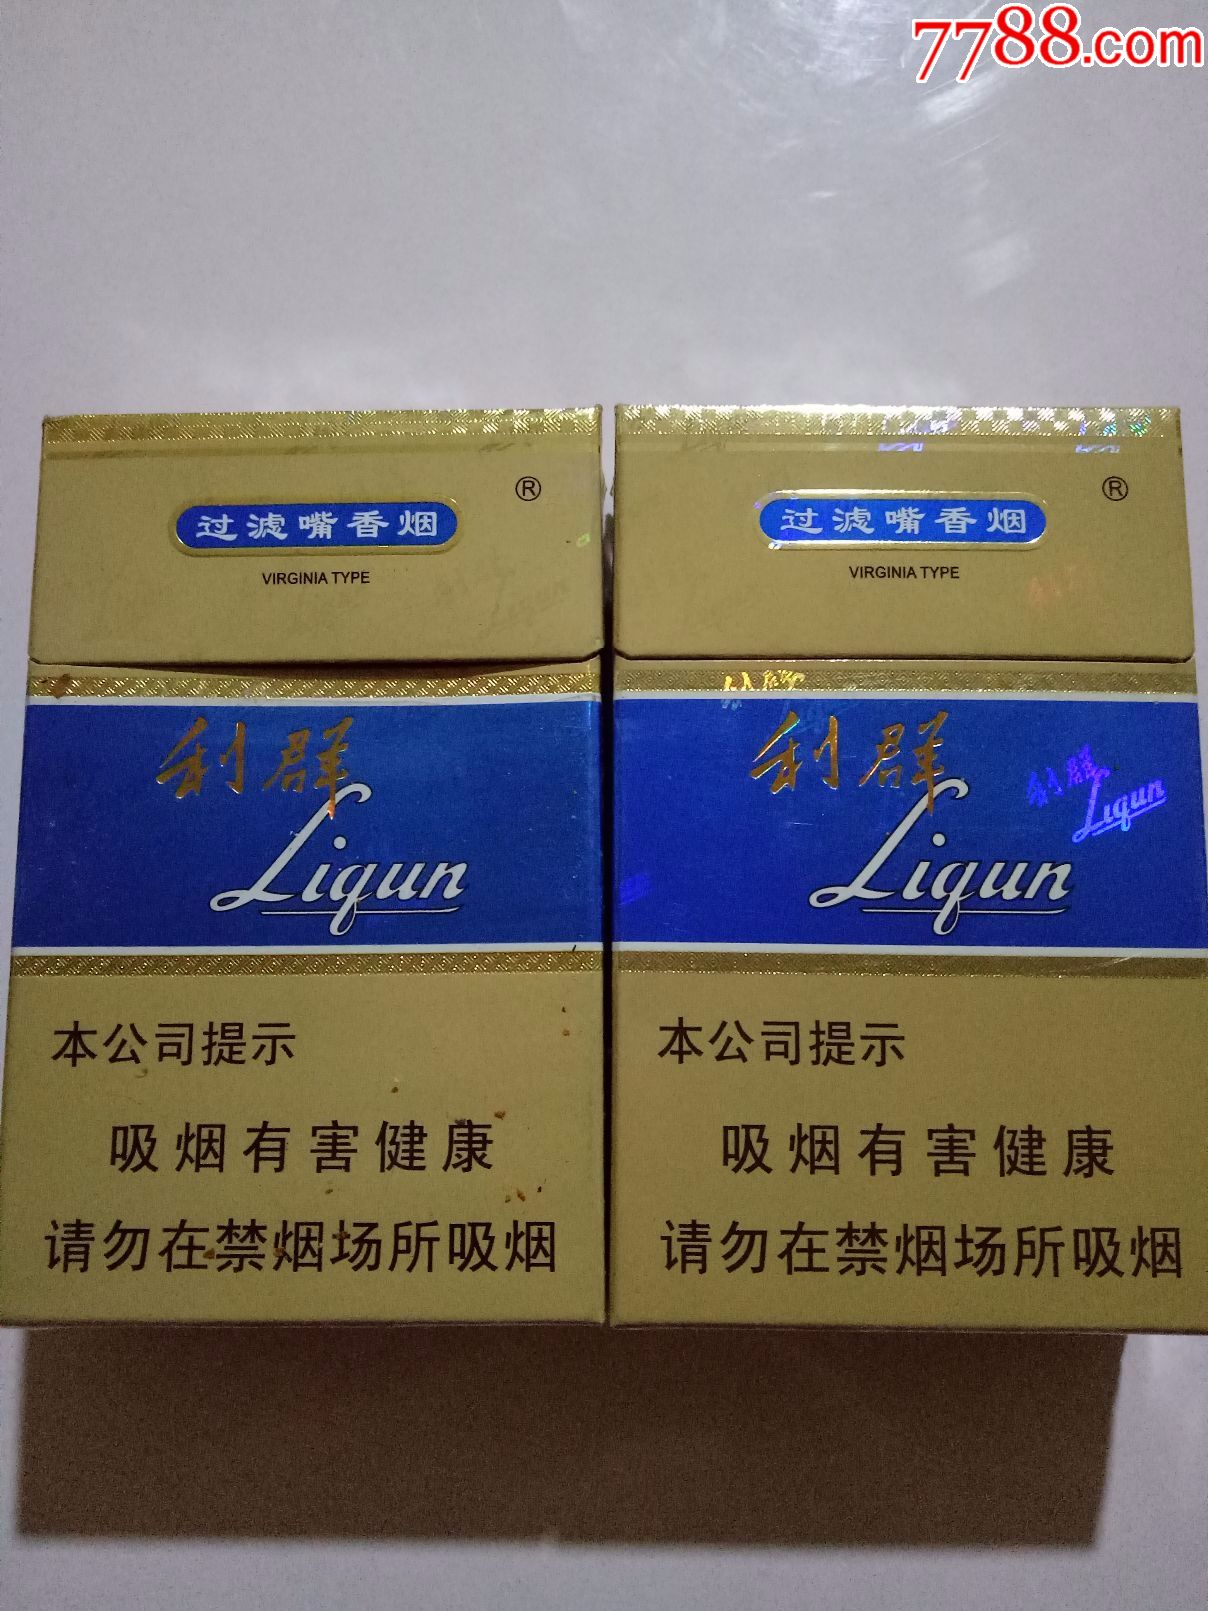 7788.com
过滤嘴香烟 ®
VIRGINIA TYPE
利群
Liqun
本公司提示
吸烟有害健康
请勿在禁烟场所吸烟
过滤嘴香烟 ®
VIRGINIA TYPE
利群
利群
Liqun
利群
Liqun
本公司提示
吸烟有害健康
请勿在禁烟场所吸烟